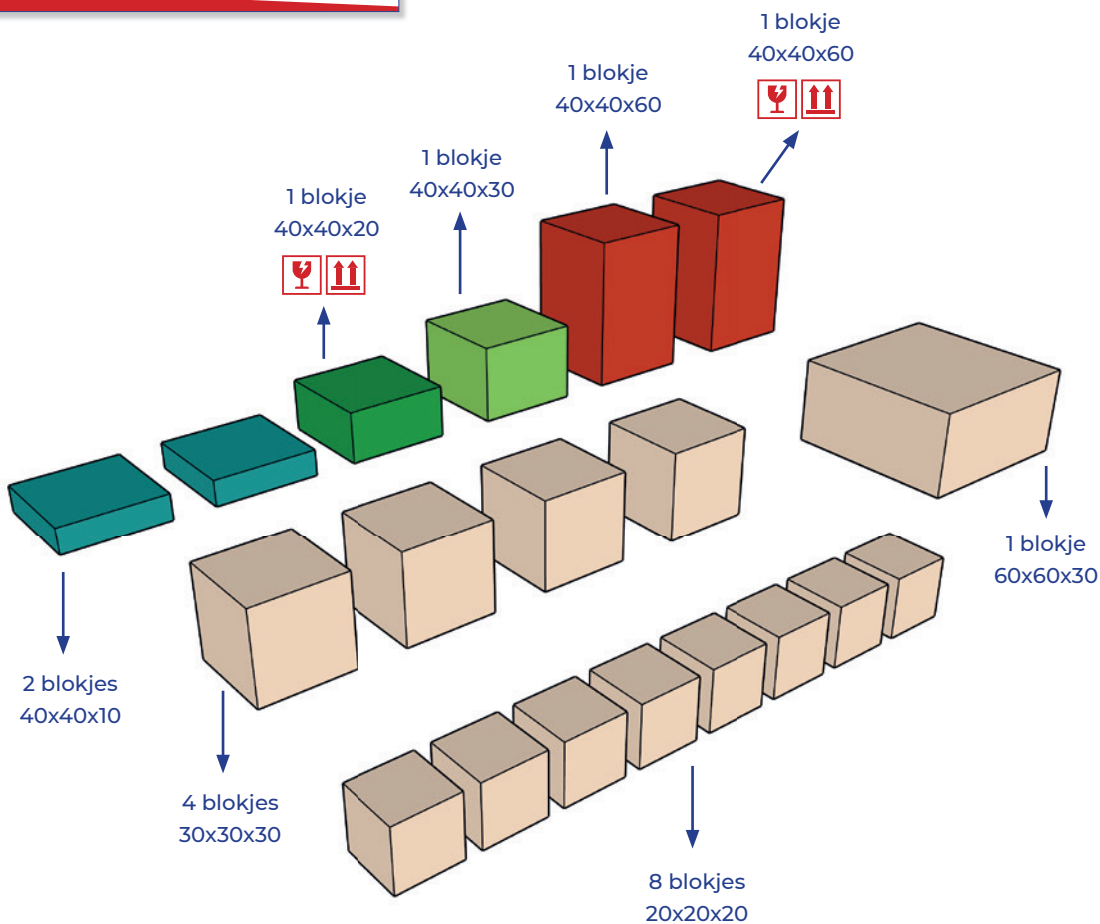 1 blokje
40x40x60
1 blokje
40x40x60
1 blokje
40x40x30
1 blokje
40x40x20
1 blokje
60x60x30
2 blokjes
40x40x10
4 blokjes
30x30x30
8 blokjes
20x20x20